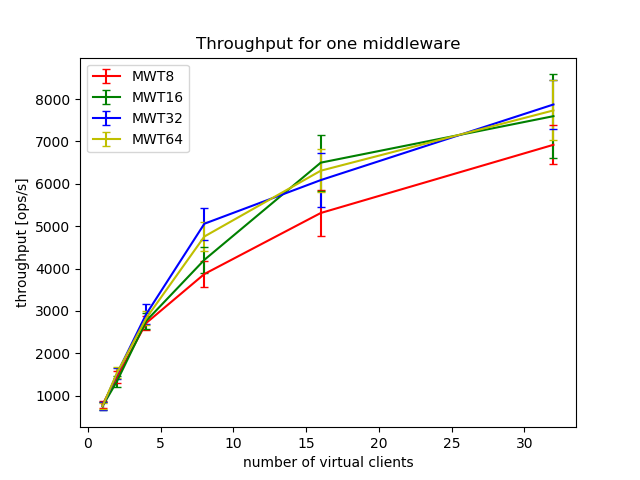 Throughput for one middleware
MWT8
MWT16
MWT32
MWT64
throughput [ops/s]
8000
7000
6000
5000
4000
3000
2000
1000
0 5 10 15 20 25 30
number of virtual clients